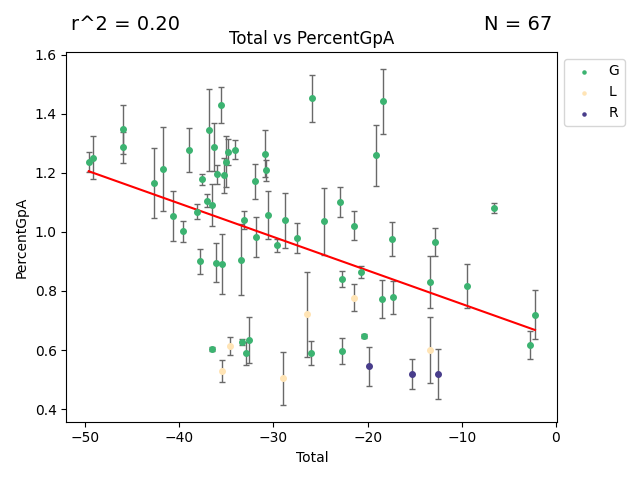 r^2 = 0.20
N = 67
Total vs PercentGpA
G
L
R
PercentGpA
1.6
1.4
1.2
1.0
0.8
0.6
0.4
−50
−40
−30
−20
−10
0
Total